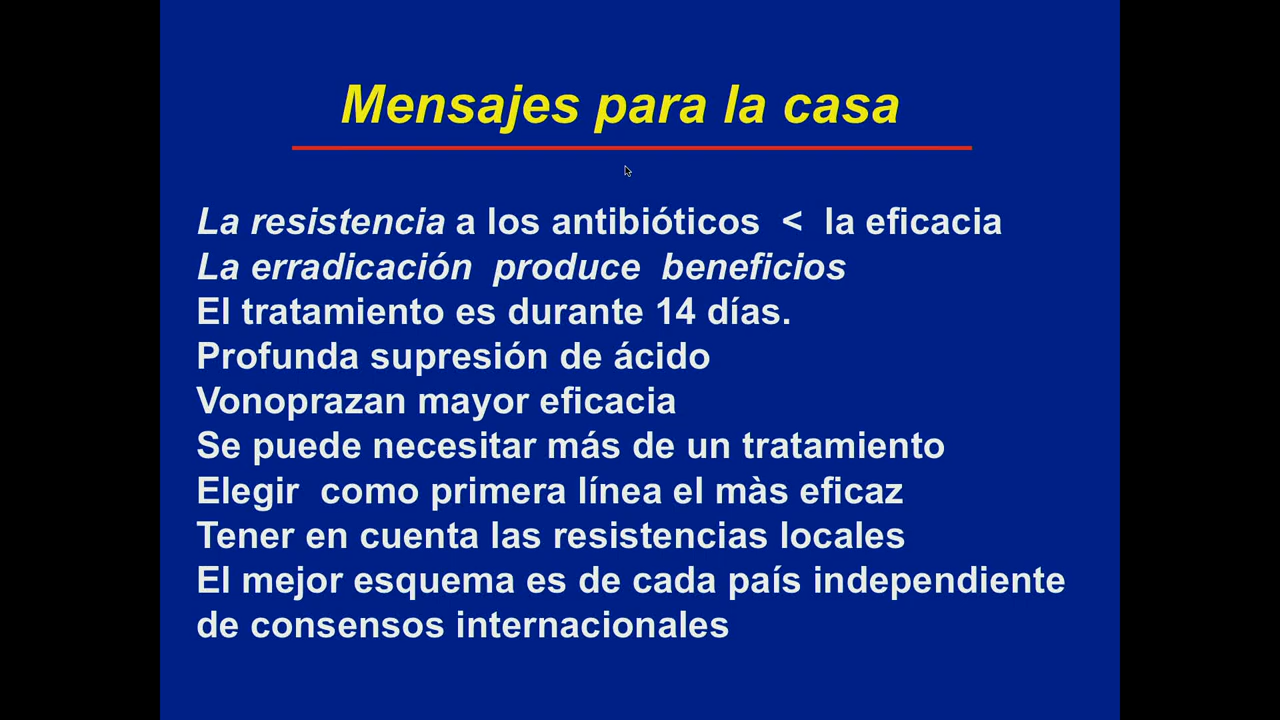 Mensajes para la casa
La resistencia a los antibióticos < la eficacia
La erradicación produce beneficios
El tratamiento es durante 14 días.
Profunda supresión de ácido
Vonoprazan mayor eficacia
Se puede necesitar más de un tratamiento
Elegir como primera línea el màs eficaz
Tener en cuenta las resistencias locales
El mejor esquema es de cada país independiente
de consensos internacionales